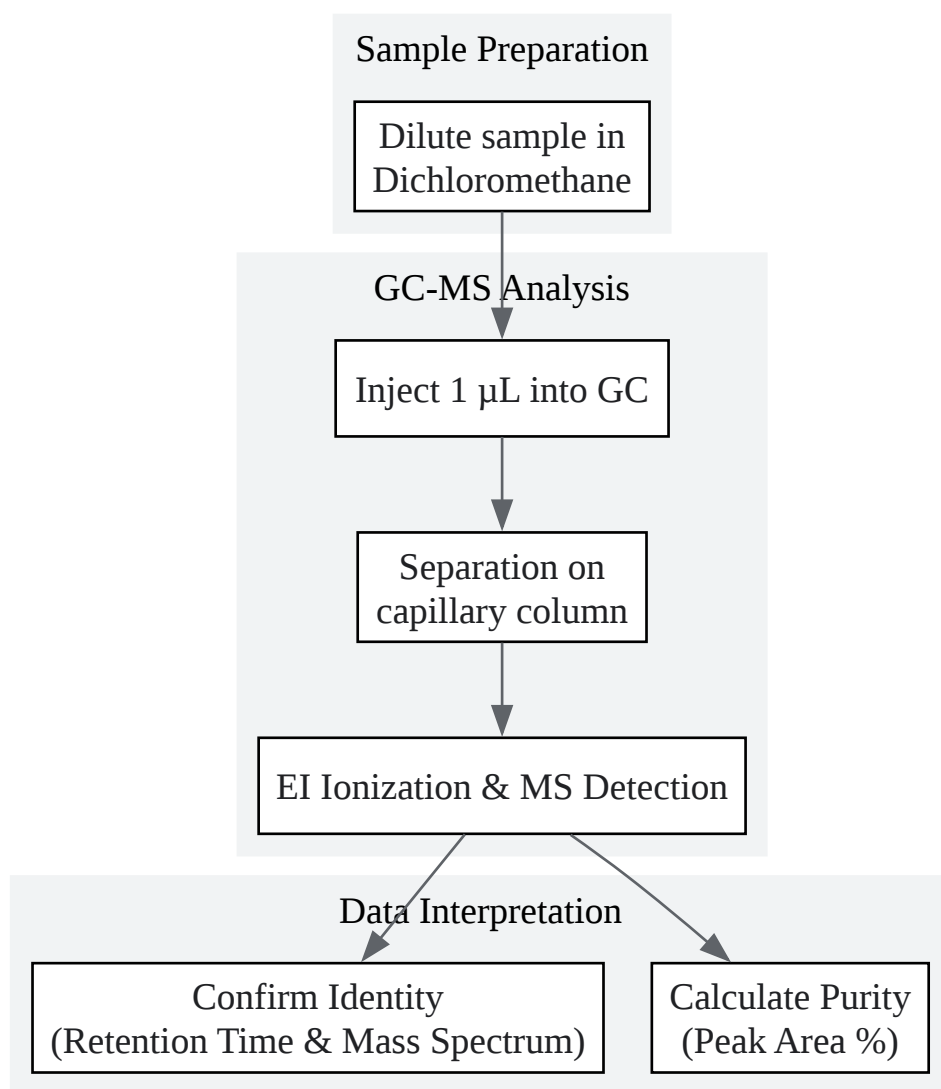 Sample Preparation
Dilute sample in
Dichloromethane
GC-MS Analysis
Inject 1 µL into GC
Separation on
capillary column
EI Ionization & MS Detection
Data Interpretation
Confirm Identity
(Retention Time & Mass Spectrum)
Calculate Purity
(Peak Area %)